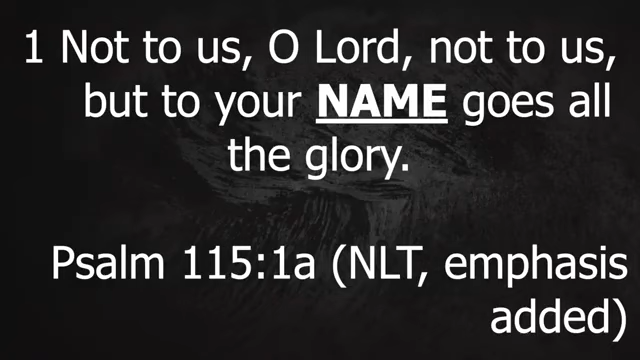 1 Not to us, O Lord, not to us,
but to your NAME goes all
the glory.
Psalm 115:1a (NLT, emphasis
added)